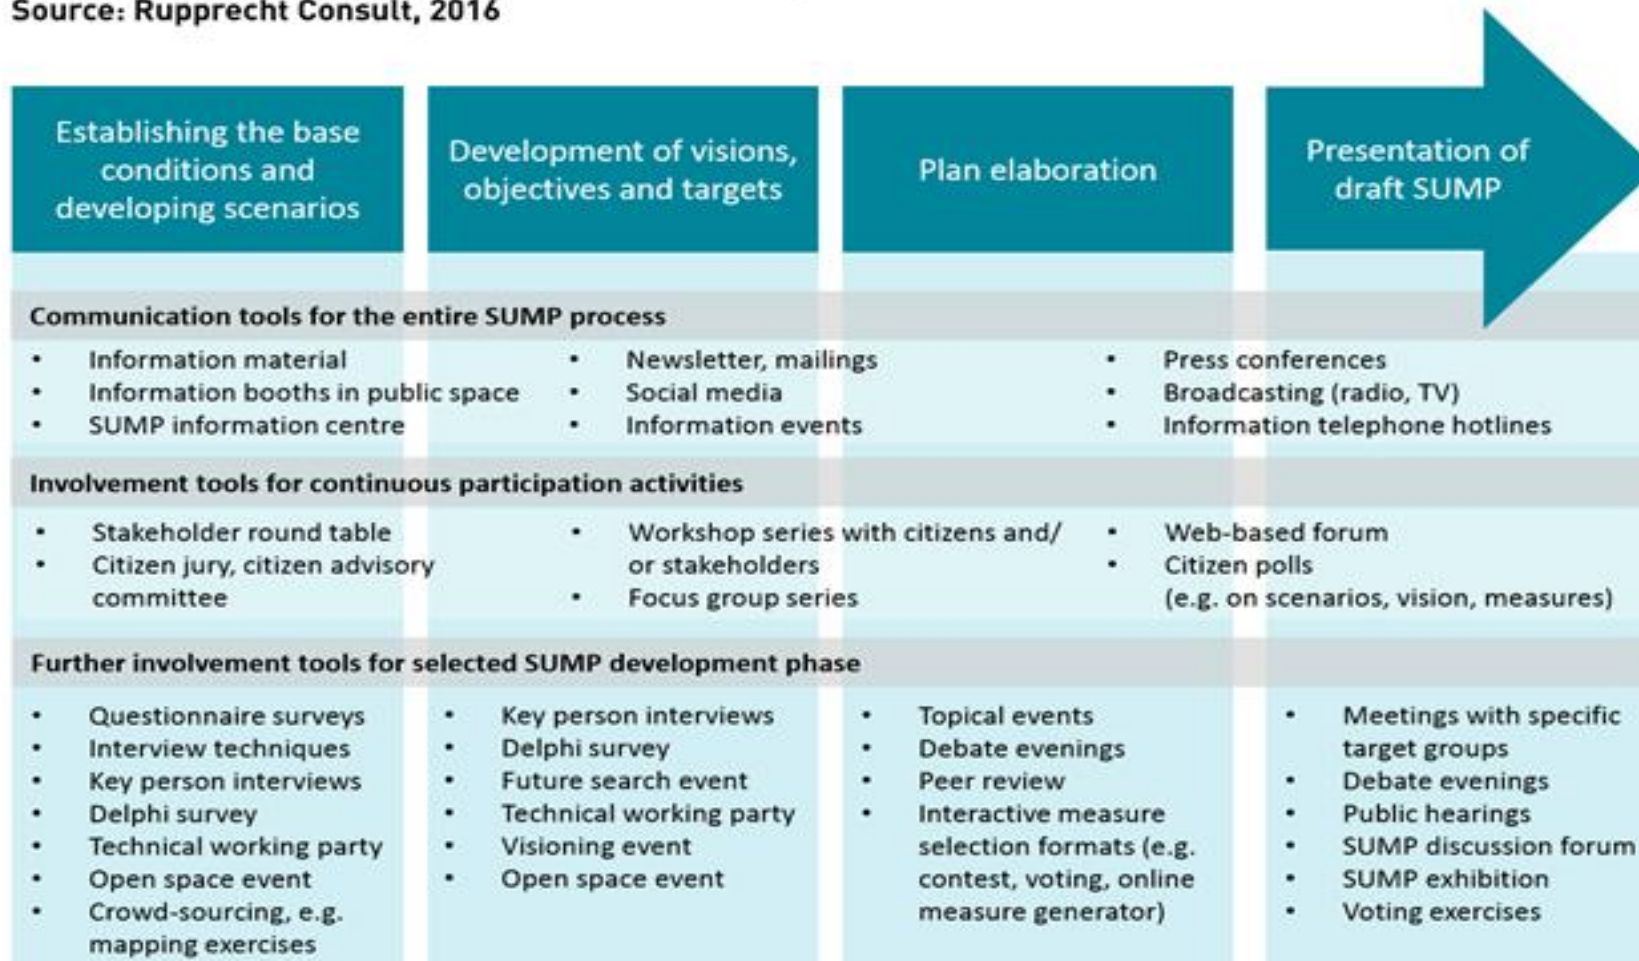 Source: Rupprecht Consult, 2016
Establishing the base
conditions and
developing scenarios
Development of visions,
objectives and targets
Plan elaboration
Presentation of
draft SUMP
Communication tools for the entire SUMP process
• Information material
• Information booths in public space
• SUMP information centre
• Newsletter, mailings
• Social media
• Information events
• Press conferences
• Broadcasting (radio, TV)
• Information telephone hotlines
Involvement tools for continuous participation activities
• Stakeholder round table
• Citizen jury, citizen advisory
committee
• Workshop series with citizens and/
or stakeholders
• Focus group series
• Web-based forum
• Citizen polls
(e.g. on scenarios, vision, measures)
Further involvement tools for selected SUMP development phase
• Questionnaire surveys
• Interview techniques
• Key person interviews
• Delphi survey
• Technical working party
• Open space event
• Crowd-sourcing, e.g.
mapping exercises
• Key person interviews
• Delphi survey
• Future search event
• Technical working party
• Visioning event
• Open space event
• Topical events
• Debate evenings
• Peer review
• Interactive measure
selection formats (e.g.
contest, voting, online
measure generator)
• Meetings with specific
target groups
• Debate evenings
• Public hearings
• SUMP discussion forum
• SUMP exhibition
• Voting exercises